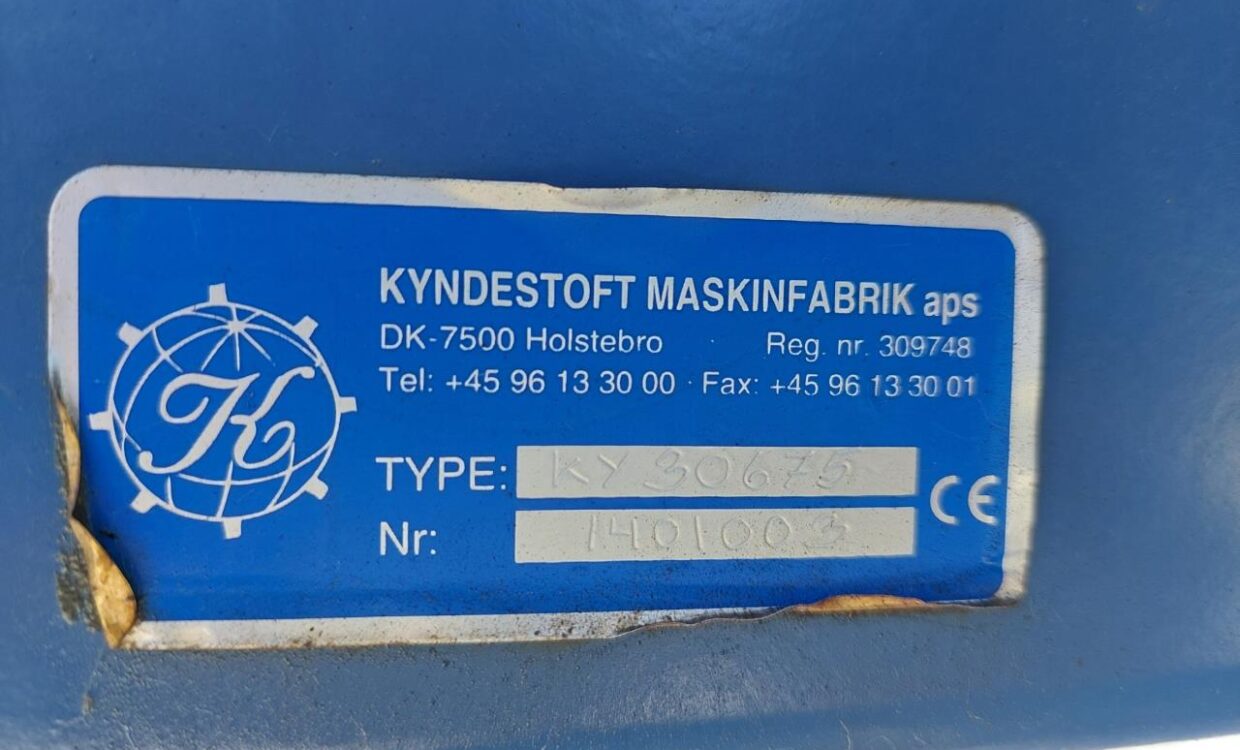 K
KYNDESTOFT MASKINFABRIK aps
DK-7500 Holstebro Reg. nr. 309748
Tel: +45 96 13 30 00 · Fax: +45 96 13 30 01
TYPE: KY 30675
Nr: 1401003
CE